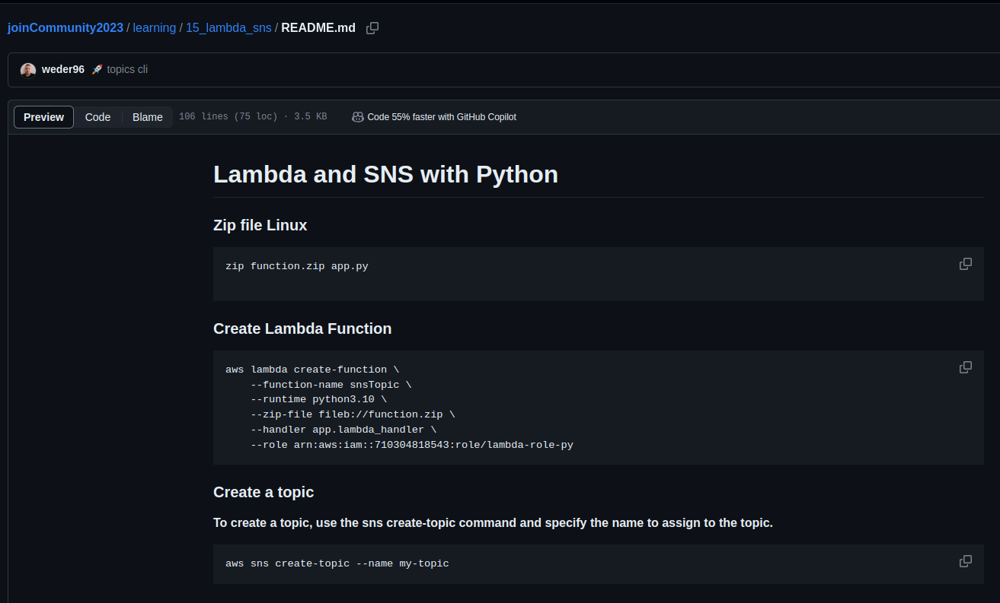 joinCommunity2023 / learning / 15_lambda_sns / README.md
weder96 🚀 topics cli
Preview Code Blame 106 lines (75 loc) · 3.5 KB Code 55% faster with GitHub Copilot
Lambda and SNS with Python
Zip file Linux
zip function.zip app.py
Create Lambda Function
aws lambda create-function \
    --function-name snsTopic \
    --runtime python3.10 \
    --zip-file fileb://function.zip \
    --handler app.lambda_handler \
    --role arn:aws:iam::710304818543:role/lambda-role-py
Create a topic
To create a topic, use the sns create-topic command and specify the name to assign to the topic.
aws sns create-topic --name my-topic